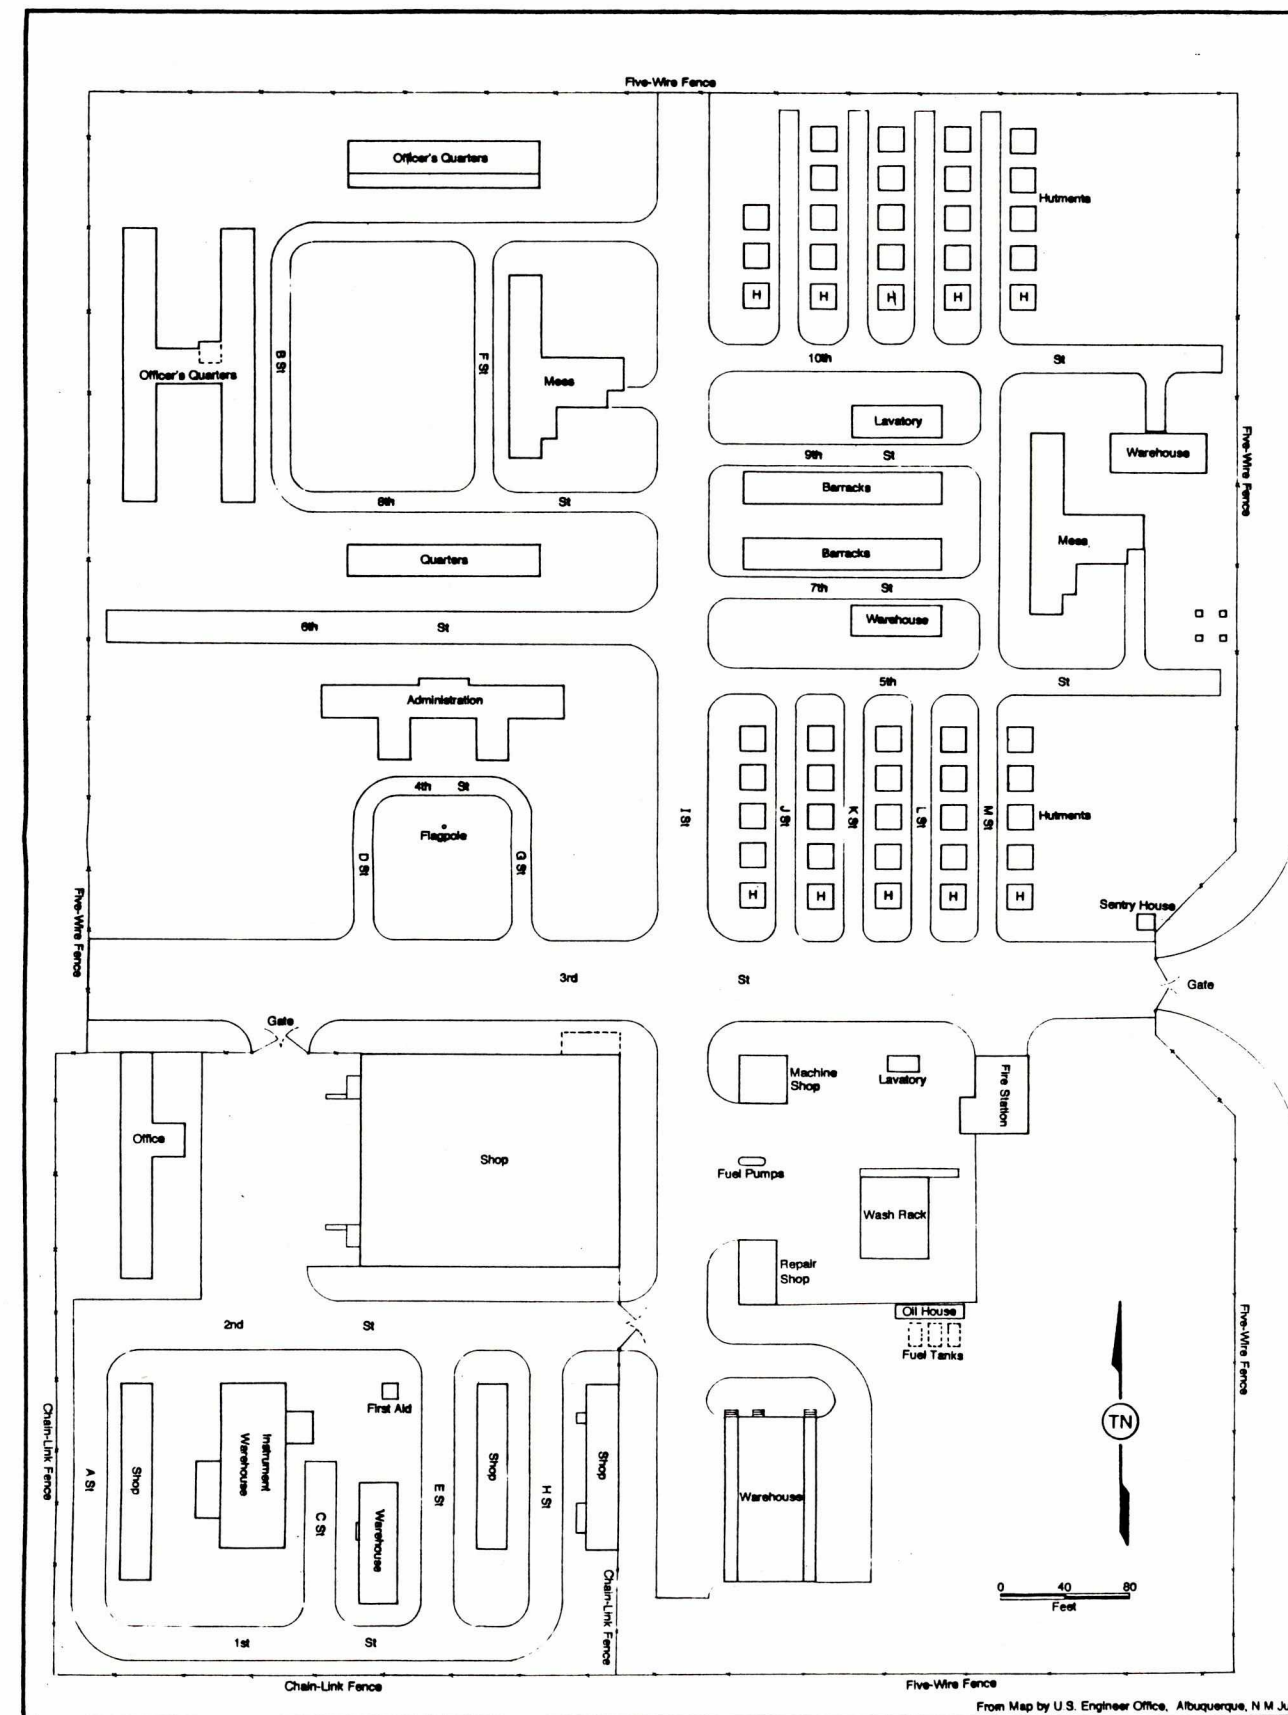 Five-Wire Fence
Officer's Quarters
Hutments
H H H H H
10th St
B St
F St
Mess
Officer's Quarters
Lavatory
9th St
Warehouse
Five-Wire Fence
Barracks
8th St
Mess
Barracks
Quarters
7th St
Warehouse
6th St
5th St
Administration
4th St
Flagpole
D St
G St
I St
J St
K St
L St
M St
Hutments
H H H H H
Sentry House
Five-Wire Fence
3rd St
Gate
Gate
Machine
Shop
Lavatory
Fire Station
Office
Shop
Fuel Pumps
Wash Rack
Repair
Shop
Oil House
Fuel Tanks
2nd St
Five-Wire Fence
First Aid
TN
Chain-Link Fence
A St
Shop
Instrument
Warehouse
C St
Warehouse
E St
Shop
H St
Shop
Warehouse
Chain-Link Fence
0 40 80
Feet
1st St
Chain-Link Fence
Five-Wire Fence
From Map by U.S. Engineer Office, Albuquerque, N M